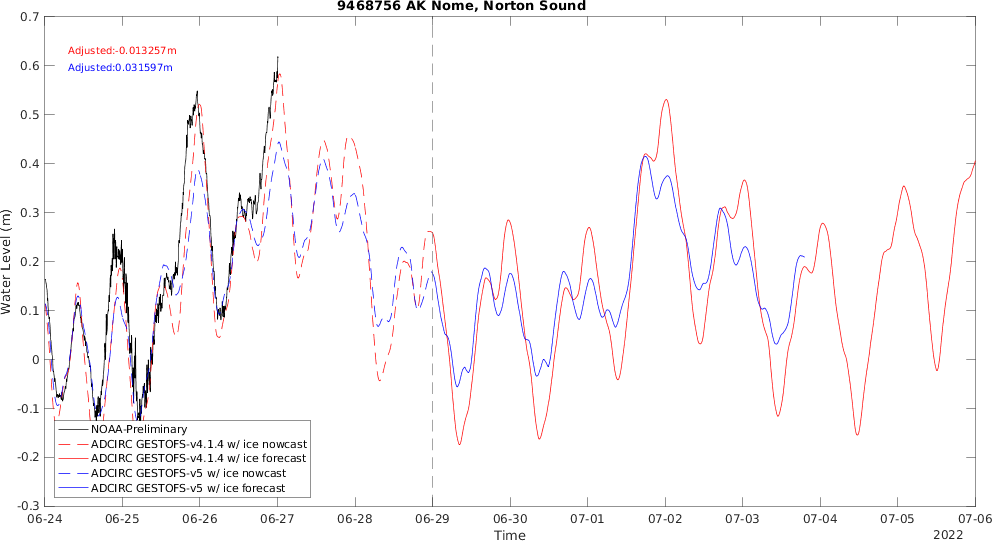 9468756 AK Nome, Norton Sound
Adjusted:-0.013257m
Adjusted:0.031597m
Water Level (m)
0.7
0.6
0.5
0.4
0.3
0.2
0.1
0
-0.1
-0.2
-0.3
NOAA-Preliminary
ADCIRC GESTOFS-v4.1.4 w/ ice nowcast
ADCIRC GESTOFS-v4.1.4 w/ ice forecast
ADCIRC GESTOFS-v5 w/ ice nowcast
ADCIRC GESTOFS-v5 w/ ice forecast
06-24 06-25 06-26 06-27 06-28 06-29 06-30 07-01 07-02 07-03 07-04 07-05 07-06
Time
2022